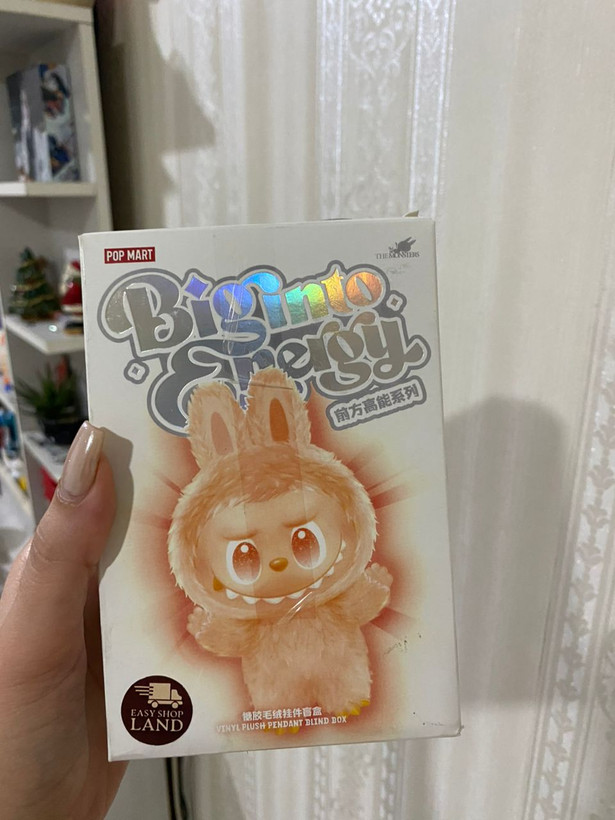 POP MART
THE MONSTERS
Big into
Energy
前方高能系列
EASY SHOP
LAND
搪胶毛绒挂件盲盒
VINYL PLUSH PENDANT BLIND BOX